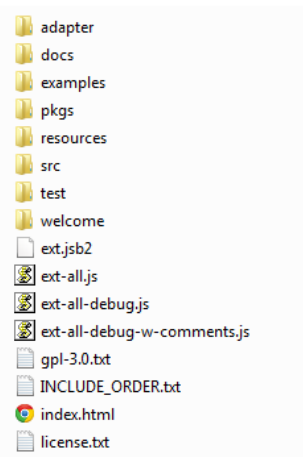 adapter
docs
examples
pkgs
resources
src
test
welcome
ext.jsb2
ext-all.js
ext-all-debug.js
ext-all-debug-w-comments.js
gpl-3.0.txt
INCLUDE_ORDER.txt
index.html
license.txt